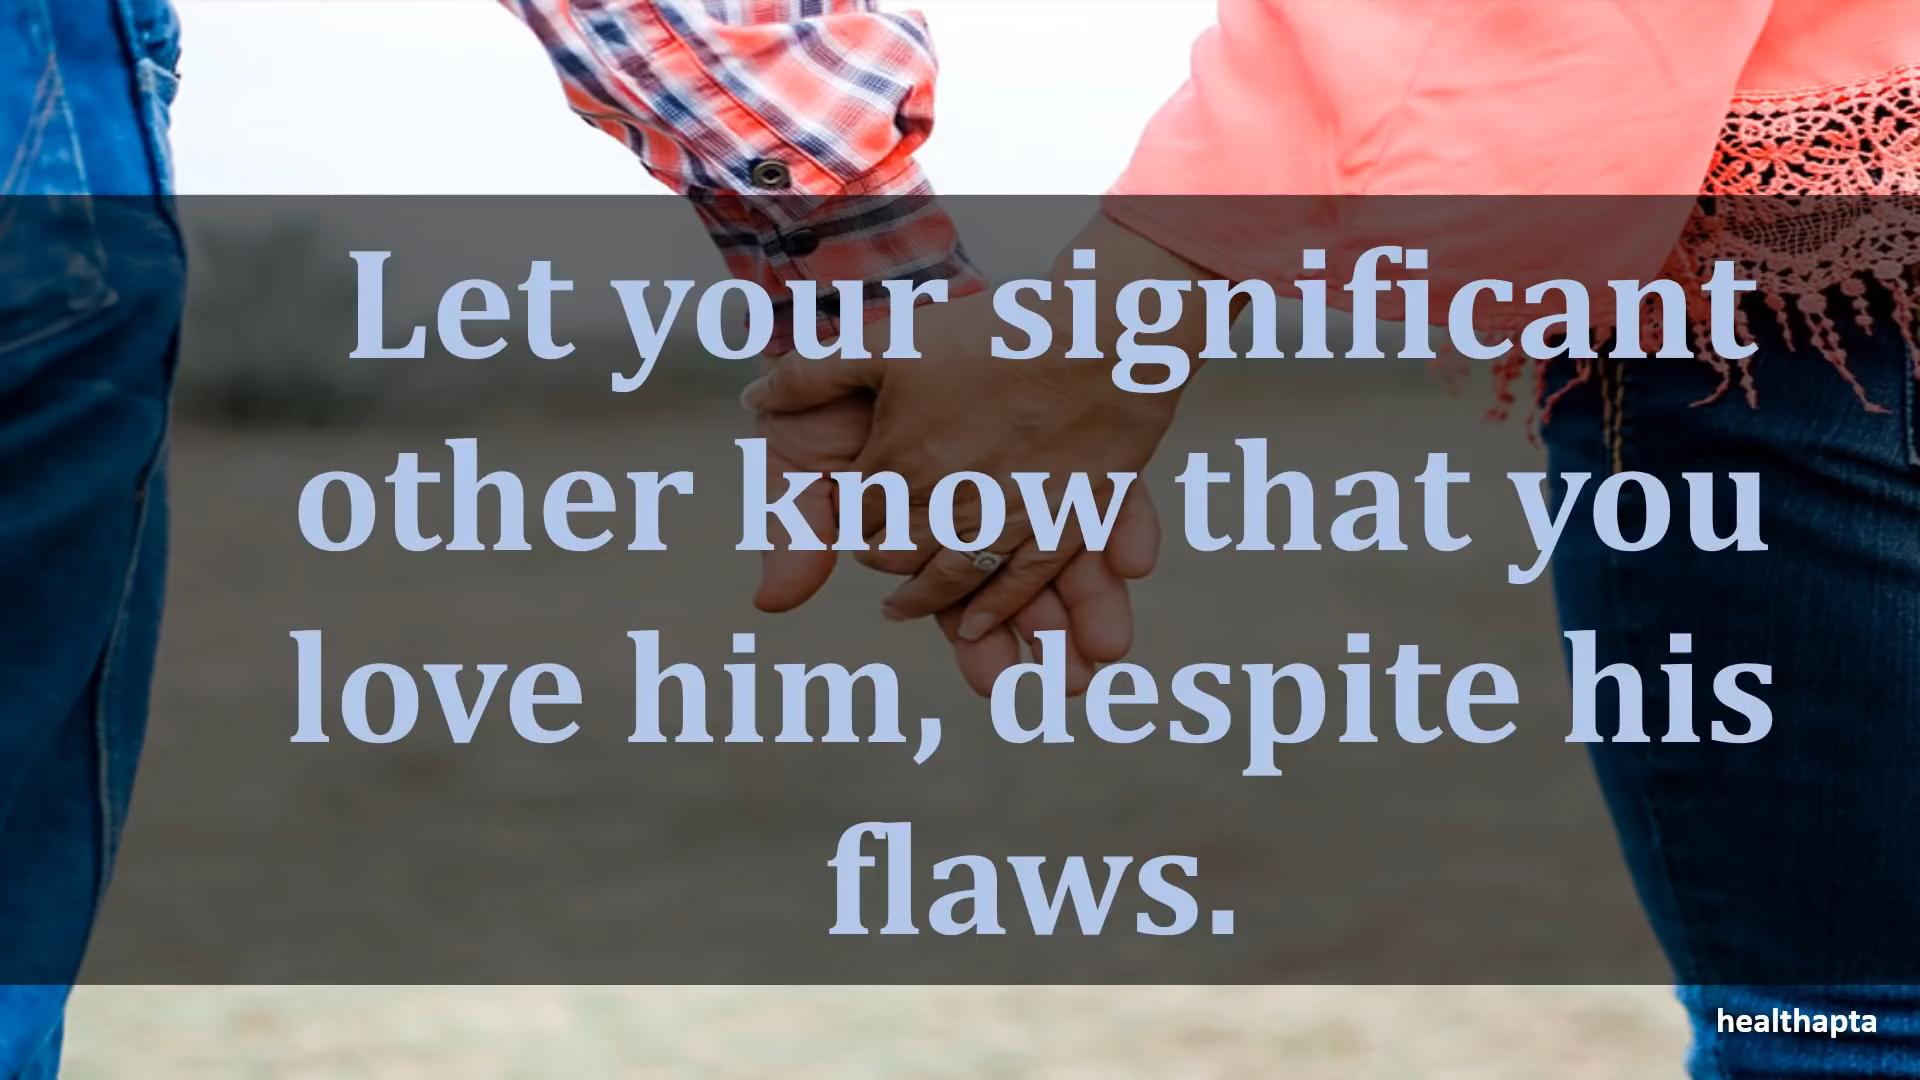 Let your significant
other know that you
love him, despite his
flaws.
healthapta